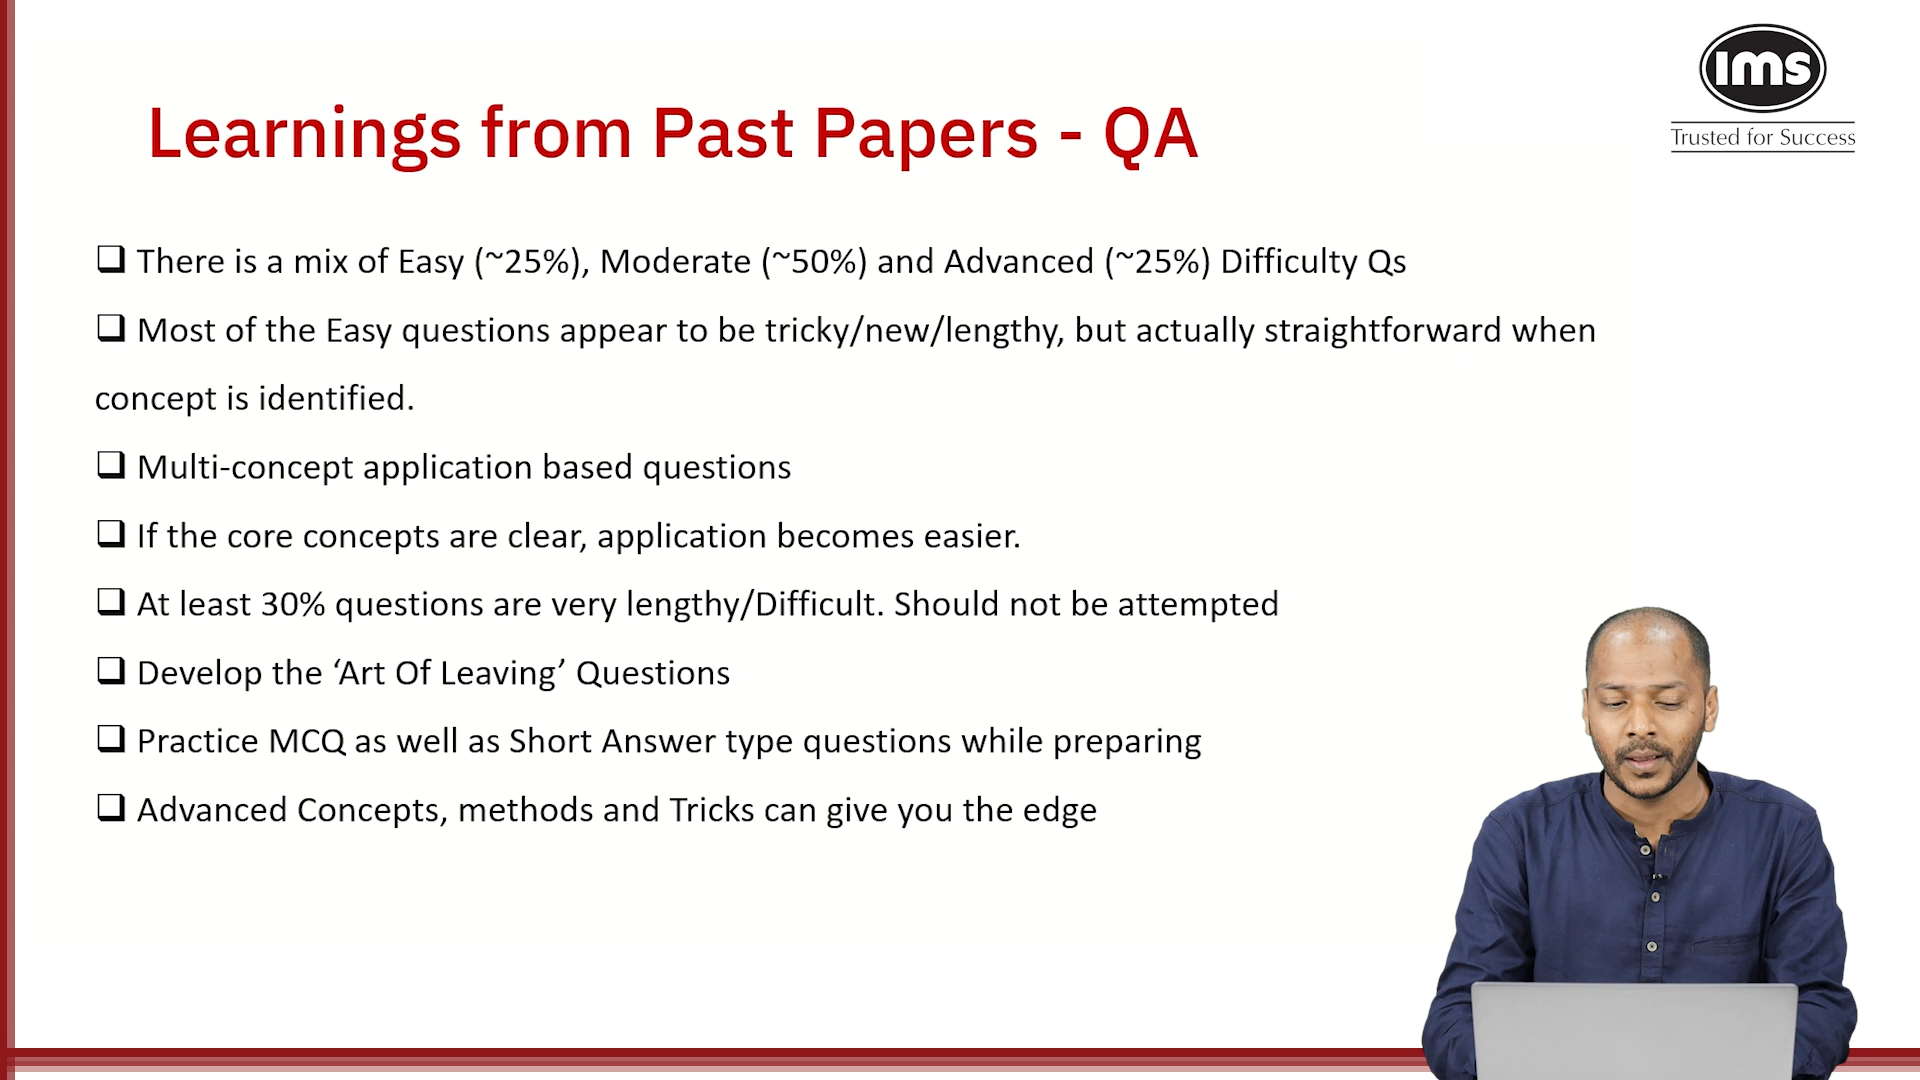 ims
Trusted for Success
Learnings from Past Papers - QA
❑ There is a mix of Easy (~25%), Moderate (~50%) and Advanced (~25%) Difficulty Qs
❑ Most of the Easy questions appear to be tricky/new/lengthy, but actually straightforward when
concept is identified.
❑ Multi-concept application based questions
❑ If the core concepts are clear, application becomes easier.
❑ At least 30% questions are very lengthy/Difficult. Should not be attempted
❑ Develop the ‘Art Of Leaving’ Questions
❑ Practice MCQ as well as Short Answer type questions while preparing
❑ Advanced Concepts, methods and Tricks can give you the edge